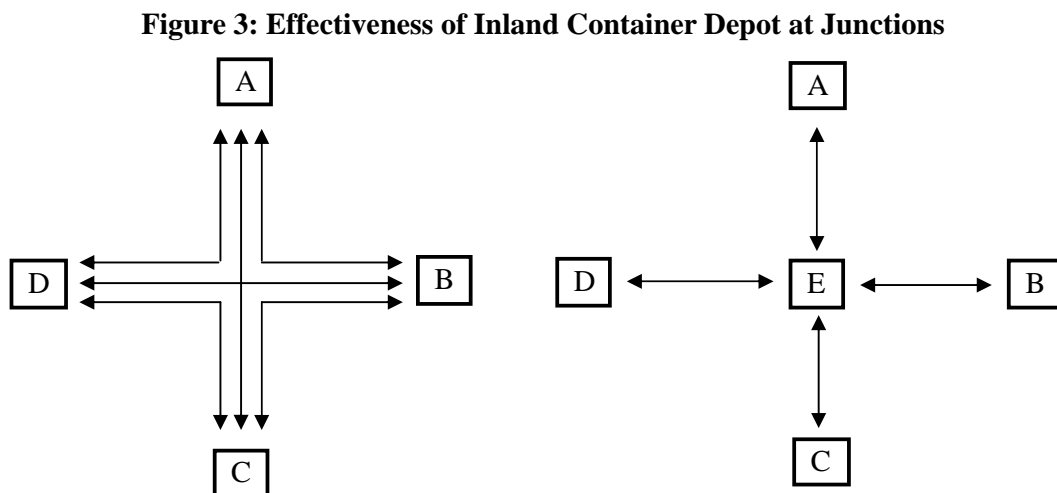 Figure 3: Effectiveness of Inland Container Depot at Junctions
A
A
D
B
D
E
B
C
C